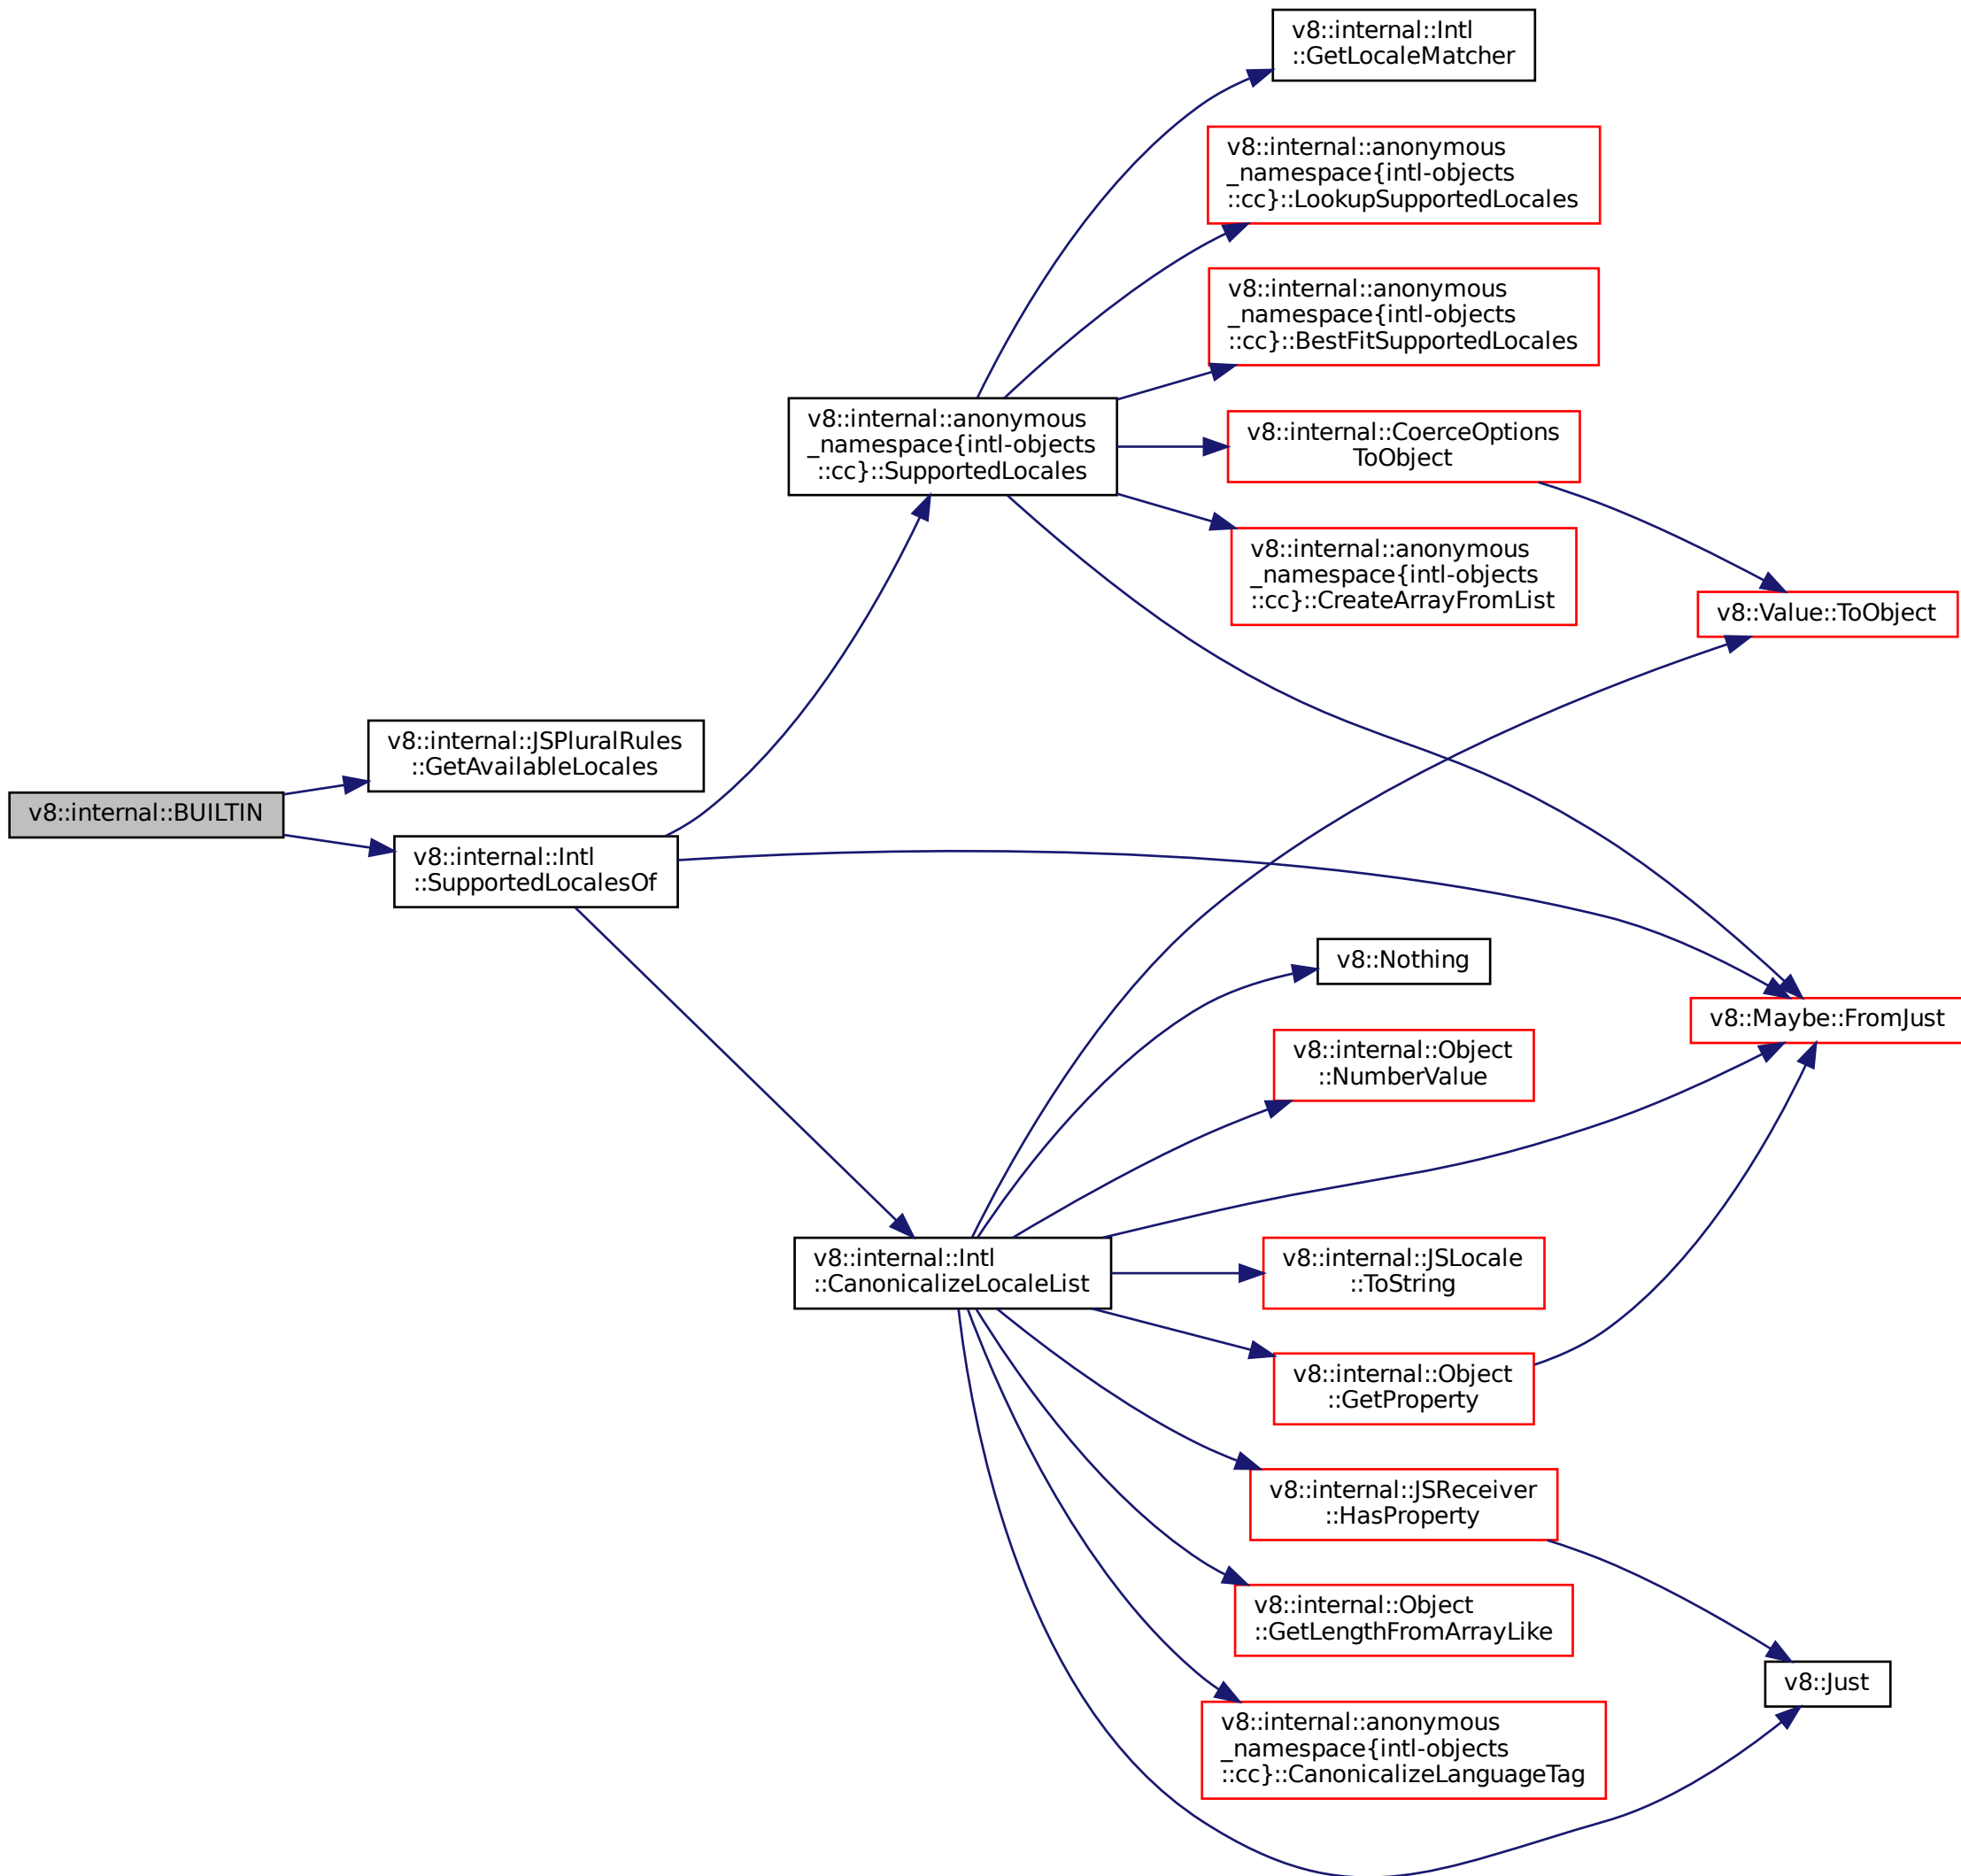 v8::internal::Intl
::GetLocaleMatcher
v8::internal::anonymous
_namespace{intl-objects
::cc}::LookupSupportedLocales
v8::internal::anonymous
_namespace{intl-objects
::cc}::BestFitSupportedLocales
v8::internal::anonymous
_namespace{intl-objects
::cc}::SupportedLocales
v8::internal::CoerceOptions
ToObject
v8::internal::anonymous
_namespace{intl-objects
::cc}::CreateArrayFromList
v8::Value::ToObject
v8::internal::JSPluralRules
::GetAvailableLocales
v8::internal::BUILTIN
v8::internal::Intl
::SupportedLocalesOf
v8::Nothing
v8::Maybe::FromJust
v8::internal::Object
::NumberValue
v8::internal::Intl
::CanonicalizeLocaleList
v8::internal::JSLocale
::ToString
v8::internal::Object
::GetProperty
v8::internal::JSReceiver
::HasProperty
v8::internal::Object
::GetLengthFromArrayLike
v8::Just
v8::internal::anonymous
_namespace{intl-objects
::cc}::CanonicalizeLanguageTag